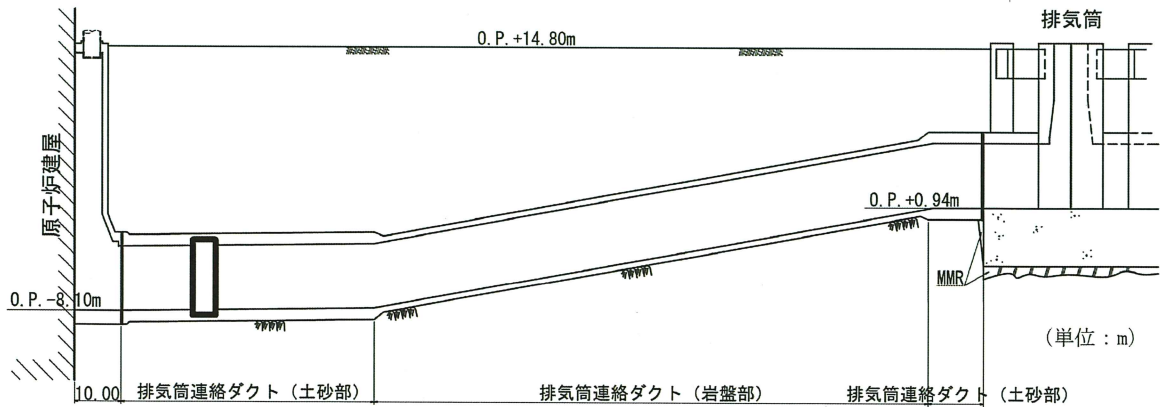 排気筒
O.P.+14.80m
原子炉建屋
O.P.+0.94m
O.P.-8.10m
MMR
(単位：m)
10.00 排気筒連絡ダクト（土砂部） 排気筒連絡ダクト（岩盤部） 排気筒連絡ダクト（土砂部）